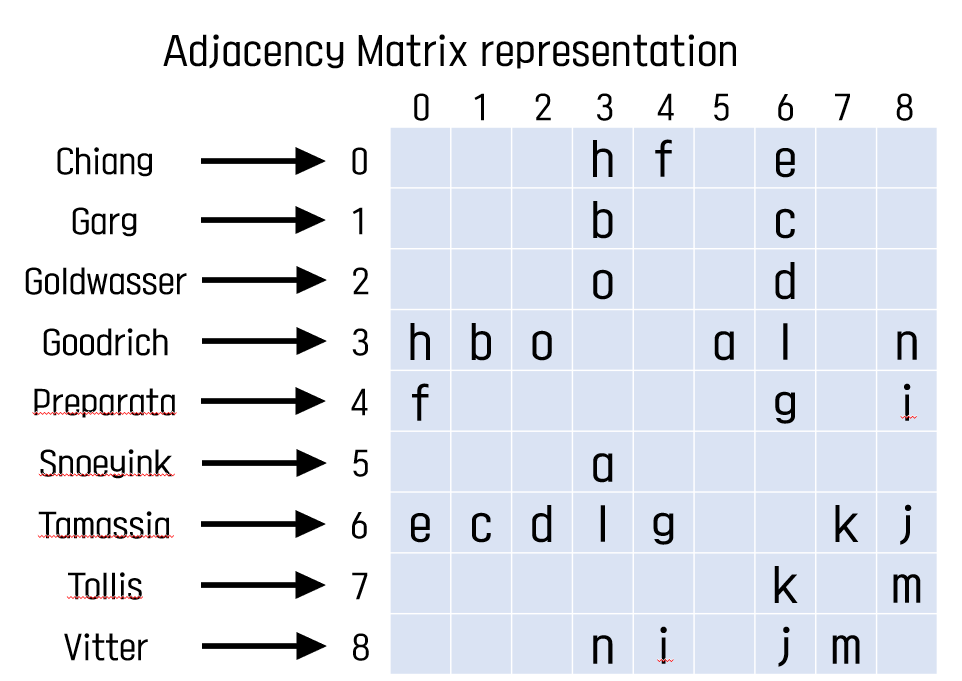 Adjacency Matrix representation
0 1 2 3 4 5 6 7 8
Chiang 0 h f e
Garg 1 b c
Goldwasser 2 o d
Goodrich 3 h b o a l n
Preparata 4 f g i
Snoeyink 5 a
Tamassia 6 e c d l g k j
Tollis 7 k m
Vitter 8 n i j m